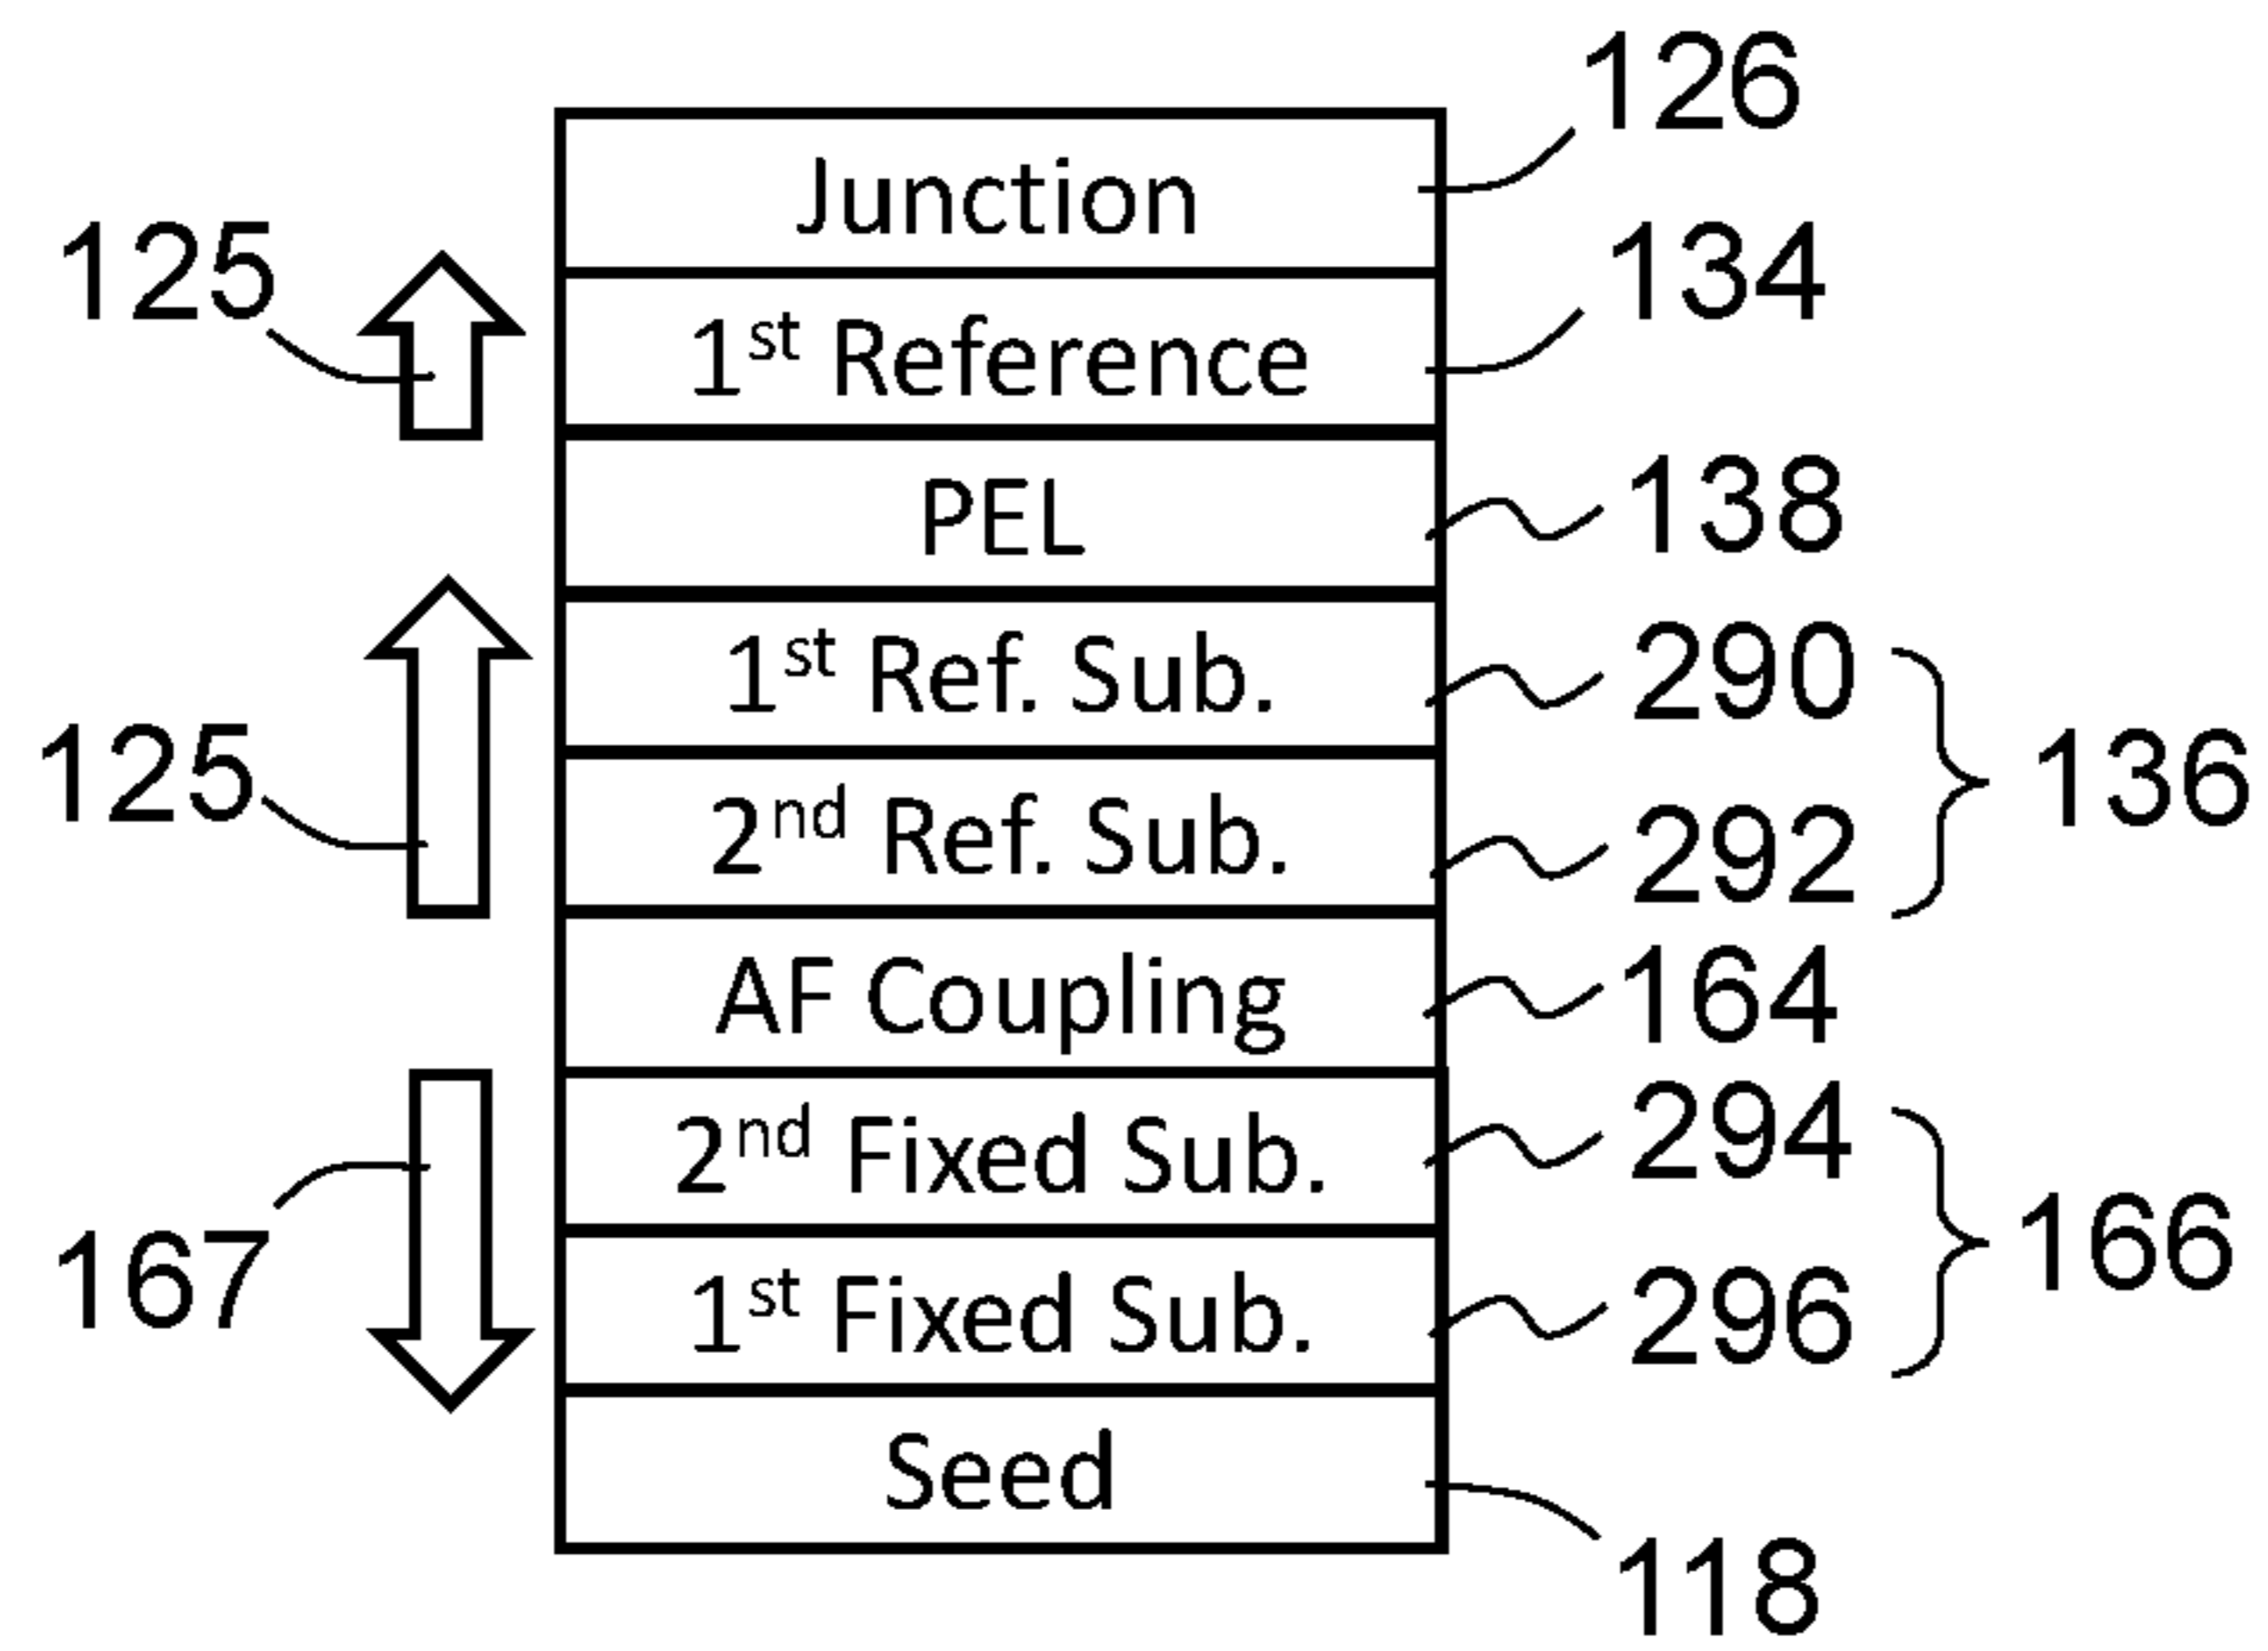 126
Junction
125
134
1st Reference
PEL
138
1st Ref. Sub.
290
125
136
2nd Ref. Sub.
292
AF Coupling
164
2nd Fixed Sub.
294
167
166
1st Fixed Sub.
296
Seed
118